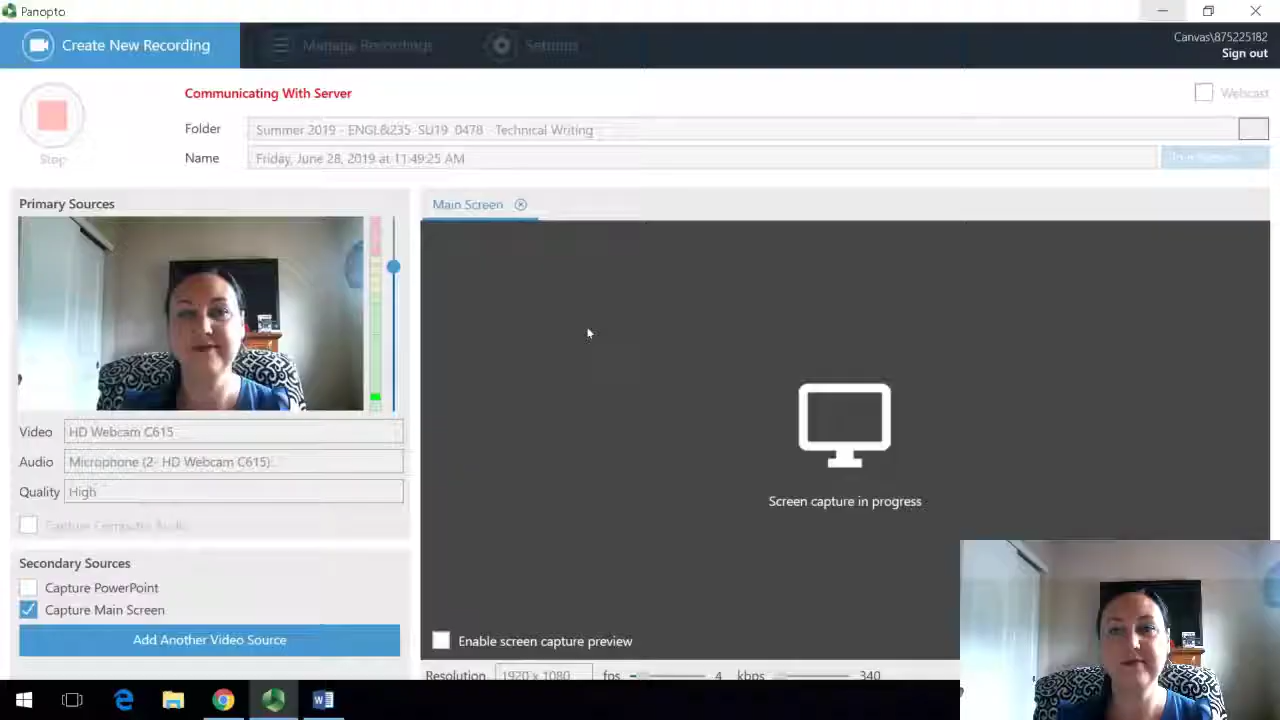 Panopto
Create New Recording
Manage Recordings
Settings
Canvas\875225182
Sign out
Communicating With Server
Webcast
Stop
Folder
Summer 2019 - ENGL&235 SU19 0478 - Technical Writing
Name
Friday, June 28, 2019 at 11:49:25 AM
Primary Sources
Main Screen
Video
HD Webcam C615
Audio
Microphone (2- HD Webcam C615)
Quality
High
Capture Computer Audio
Screen capture in progress
Secondary Sources
Capture PowerPoint
Capture Main Screen
Add Another Video Source
Enable screen capture preview
Resolution 1920 x 1080 fps 4 kbps 340